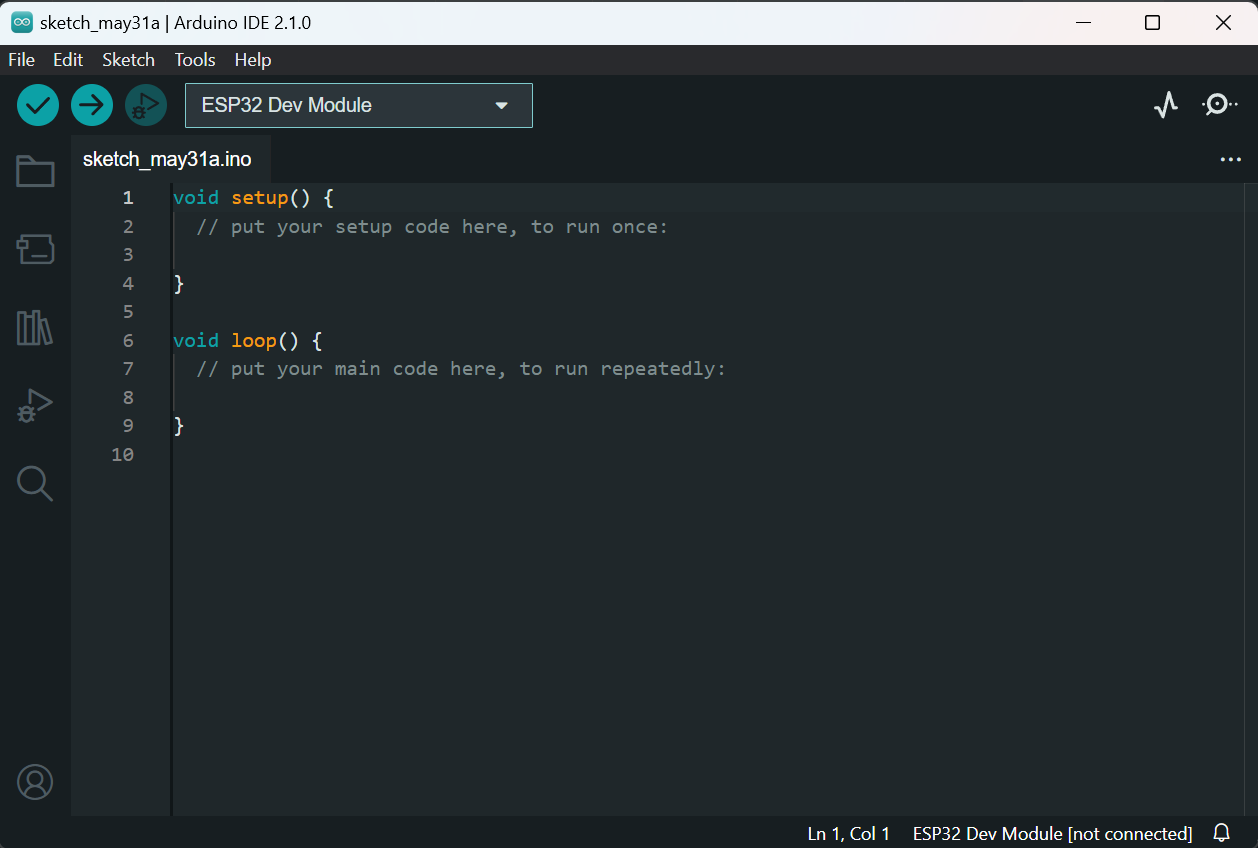 sketch_may31a | Arduino IDE 2.1.0
File Edit Sketch Tools Help
ESP32 Dev Module
sketch_may31a.ino
1 void setup() {
2   // put your setup code here, to run once:
3
4 }
5
6 void loop() {
7   // put your main code here, to run repeatedly:
8
9 }
10
Ln 1, Col 1 ESP32 Dev Module [not connected]